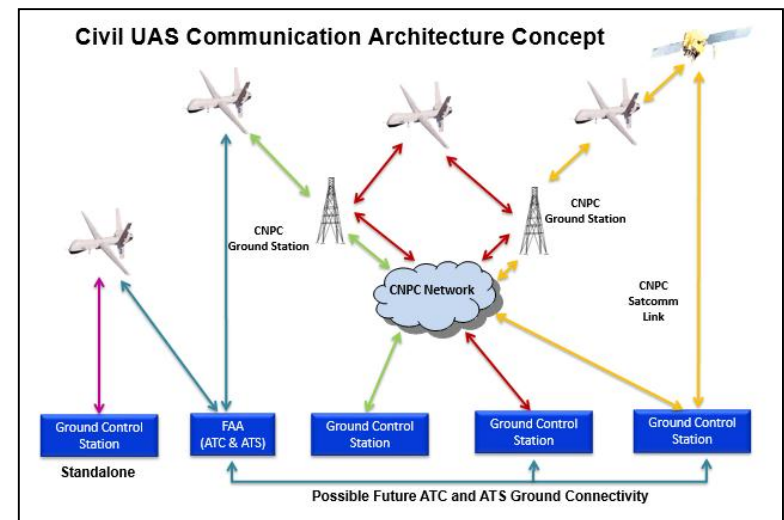 Civil UAS Communication Architecture Concept
CNPC
Ground Station
CNPC
Ground Station
CNPC Network
CNPC
Satcomm
Link
Ground Control
Station
Standalone
FAA
(ATC & ATS)
Ground Control
Station
Ground Control
Station
Ground Control
Station
Possible Future ATC and ATS Ground Connectivity